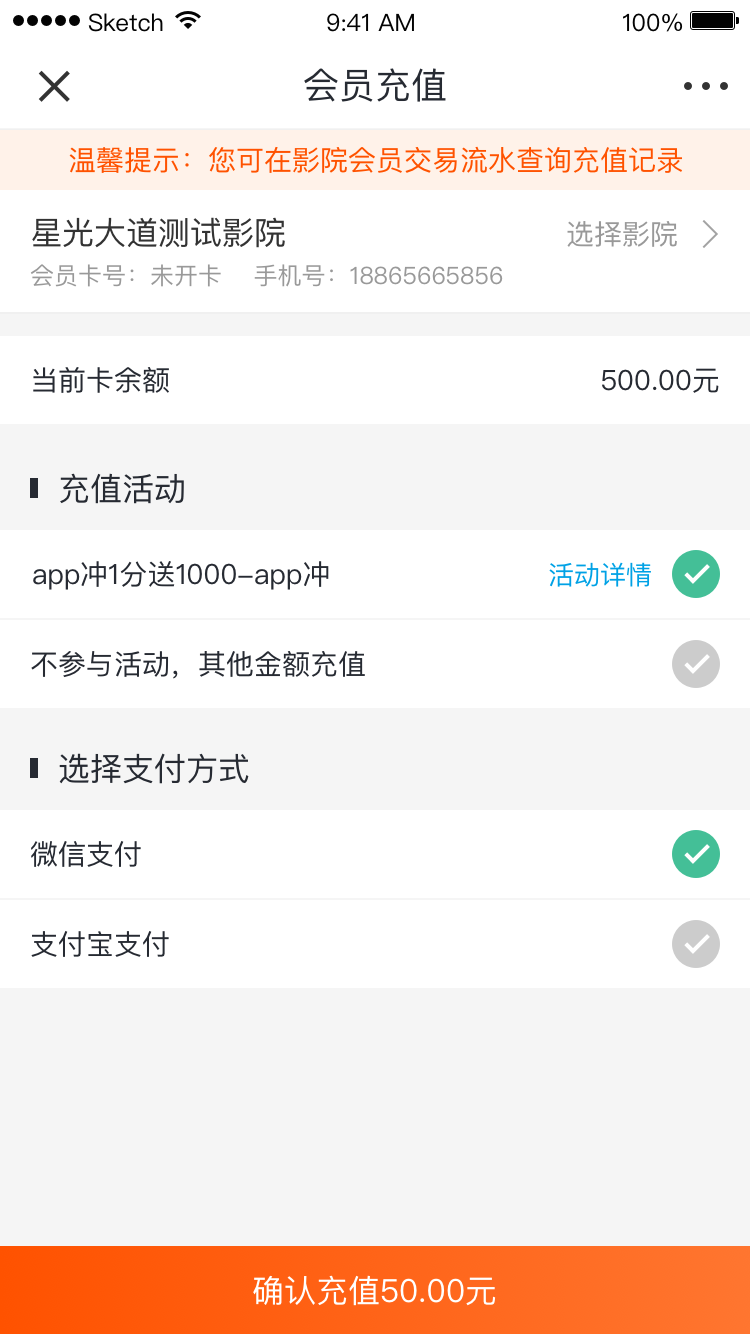 ●●●●● Sketch 9:41 AM 100%
会员充值
温馨提示：您可在影院会员交易流水查询充值记录
星光大道测试影院 选择影院
会员卡号：未开卡 手机号：18865665856
当前卡余额 500.00元
充值活动
app冲1分送1000-app冲 活动详情
不参与活动，其他金额充值
选择支付方式
微信支付
支付宝支付
确认充值50.00元